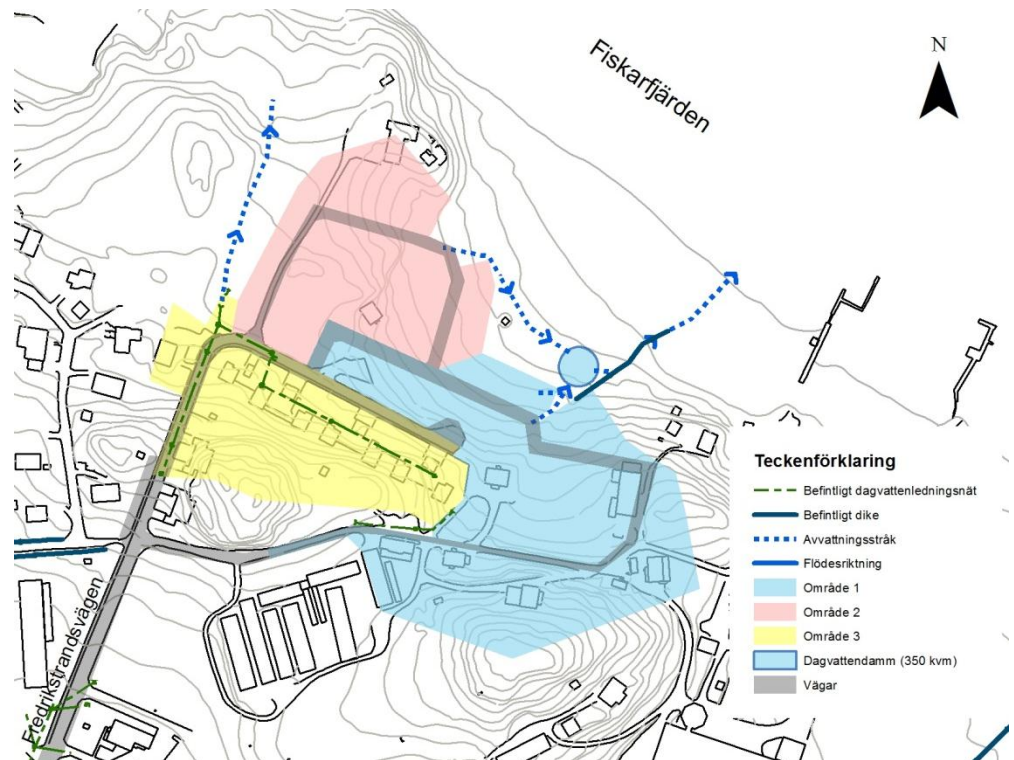 Fiskarfjärden
N
Fredrikstrandsvägen
Teckenförklaring
Befintligt dagvattenledningsnät
Befintligt dike
Avvattningsstråk
Flödesriktning
Område 1
Område 2
Område 3
Dagvattendamm (350 kvm)
Vägar